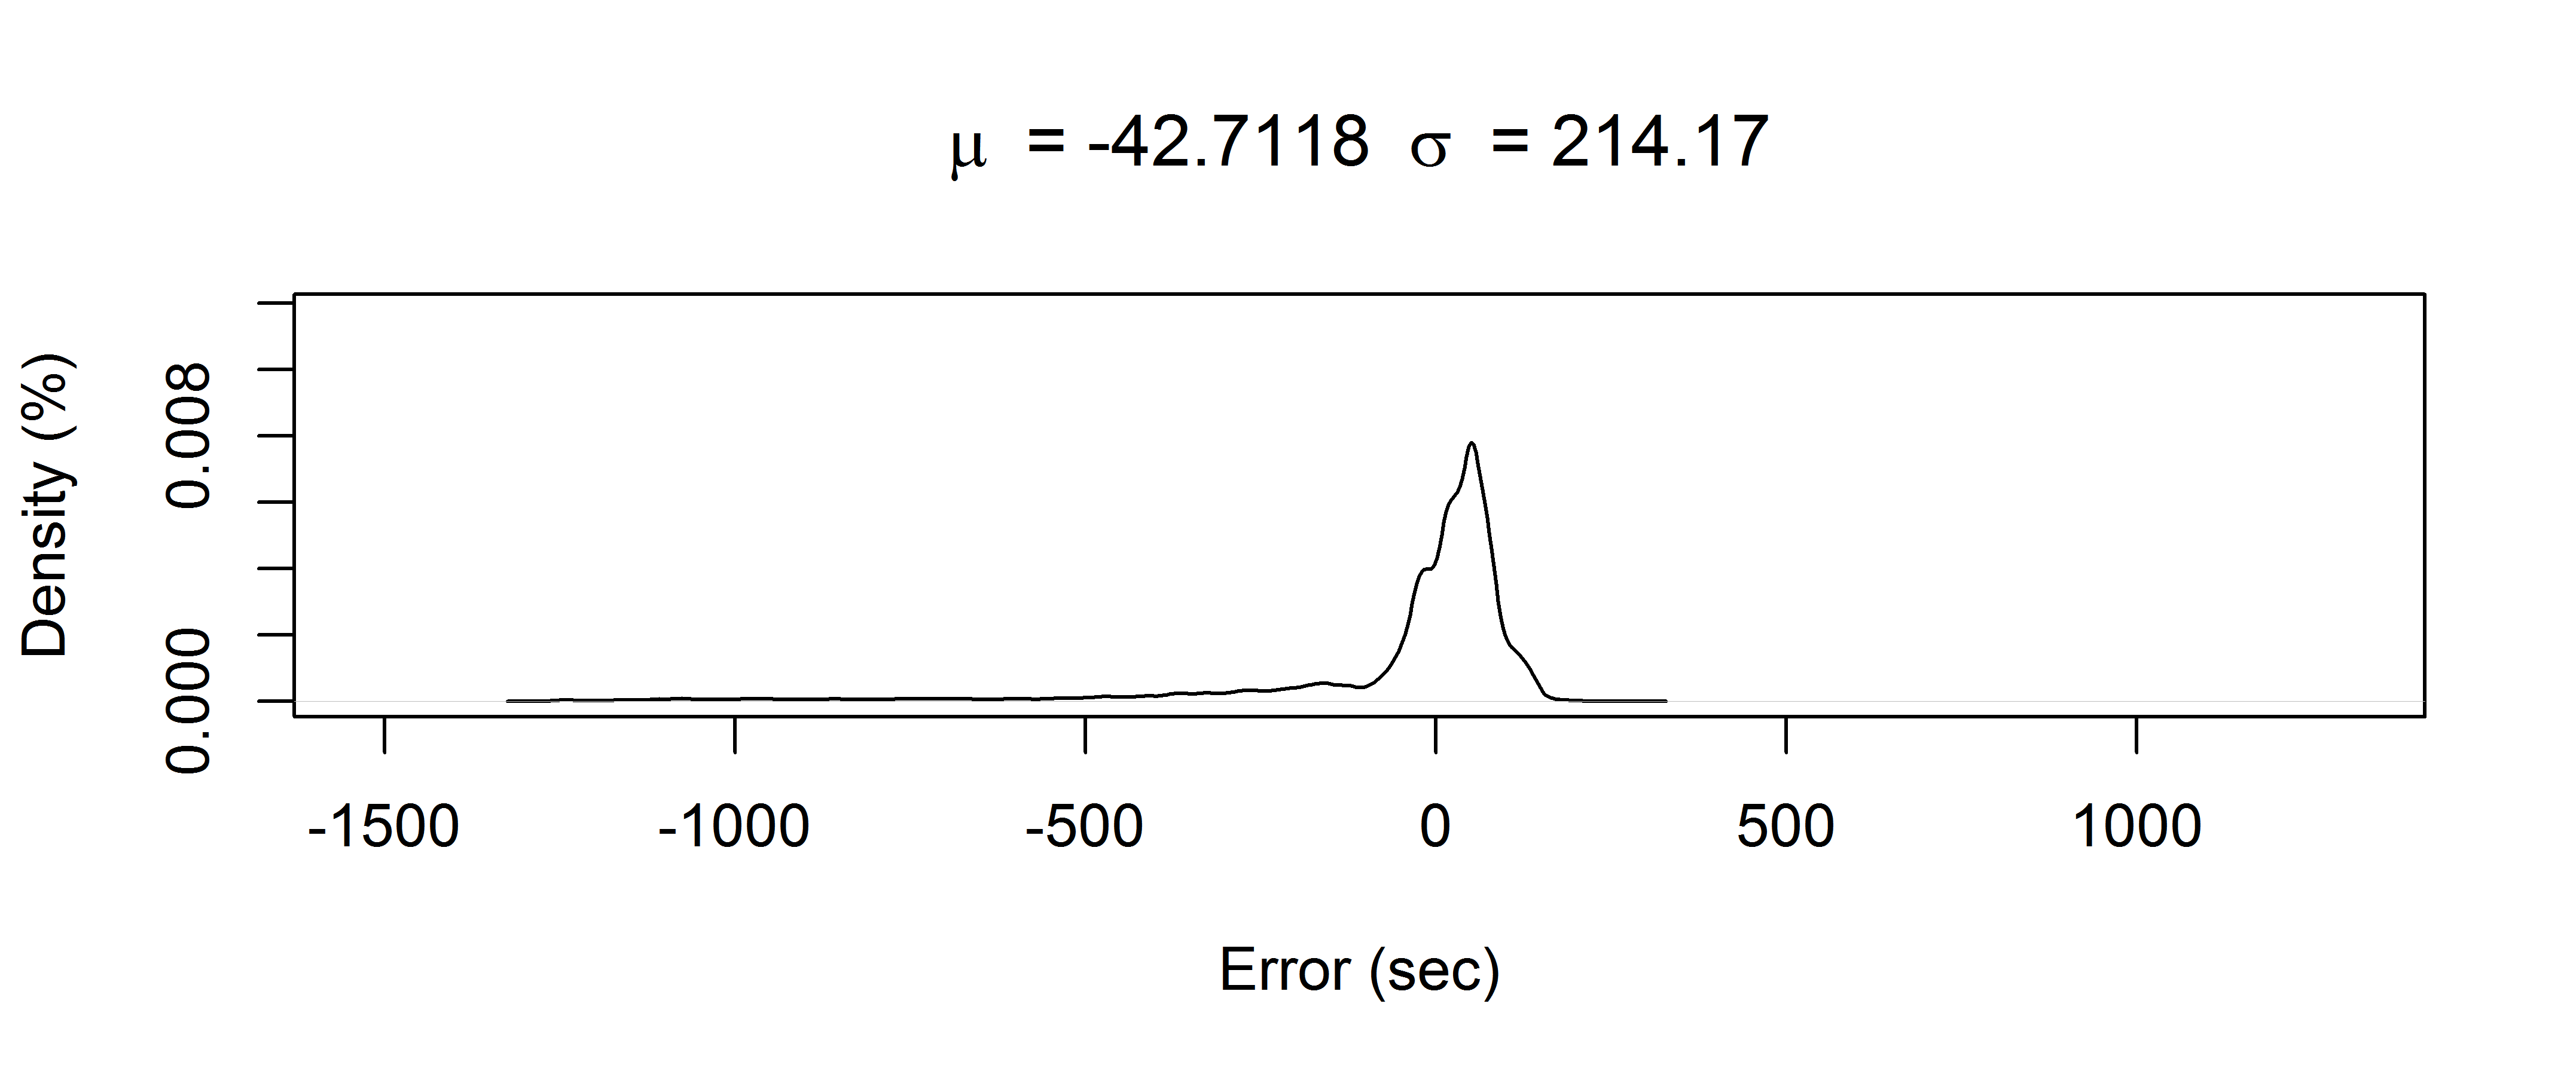 μ = -42.7118 σ = 214.17
Density (%)
0.008
0.000
-1500 -1000 -500 0 500 1000
Error (sec)